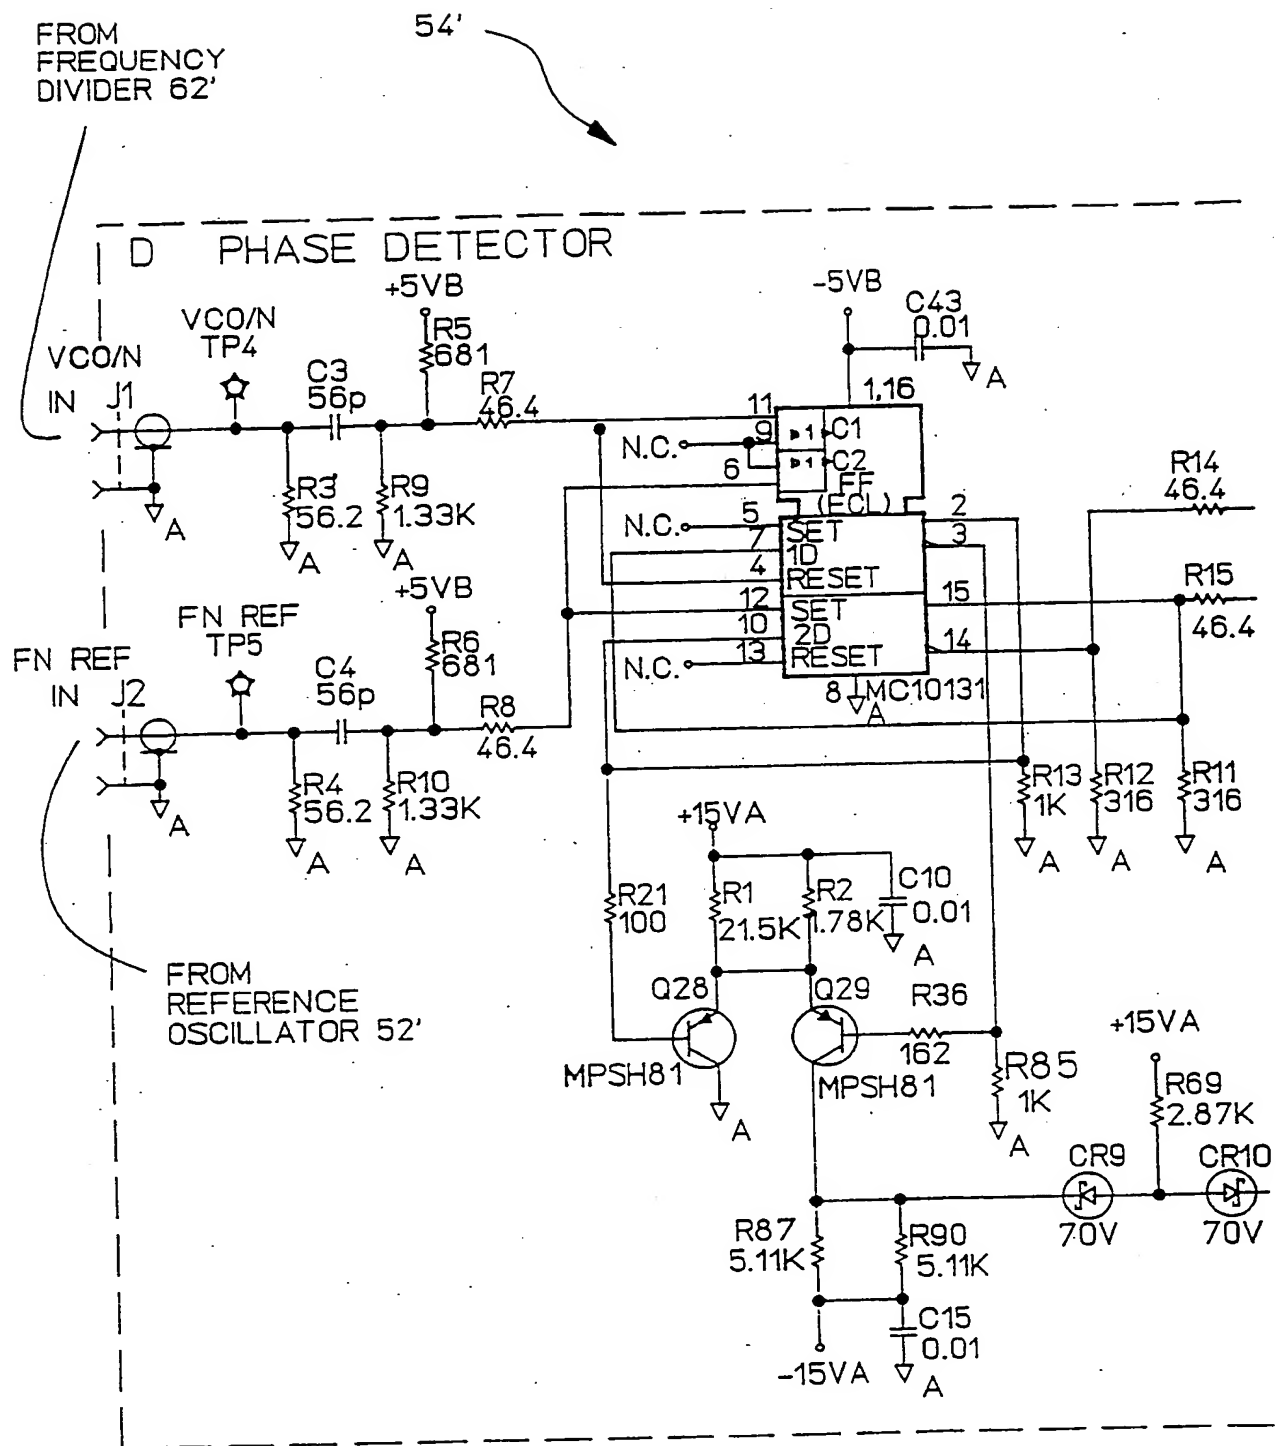 FROM
FREQUENCY
DIVIDER 62'
54'
D PHASE DETECTOR
+5VB
-5VB
C43
0.01
A
VCO/N
TP4
R5
681
VCO/N
IN
J1
C3
56p
R7
46.4
1,16
11
9
6
N.C.
1 C1
1 C2
FF
(ECL)
R3
56.2
A
R9
1.33K
A
A
N.C.
5
7
4
SET
1D
RESET
2
3
R14
46.4
12
10
13
SET
2D
RESET
15
14
R15
46.4
N.C.
8
A
MC10131
+5VB
FN REF
TP5
R6
681
FN REF
IN
J2
C4
56p
R8
46.4
R4
56.2
A
R10
1.33K
A
A
R13
1K
A
R12
316
A
R11
316
A
+15VA
R21
100
R1
21.5K
R2
1.78K
C10
0.01
A
FROM
REFERENCE
OSCILLATOR 52'
Q28
MPSH81
A
Q29
MPSH81
R36
162
R85
1K
A
+15VA
R69
2.87K
CR9
70V
CR10
70V
R87
5.11K
R90
5.11K
C15
0.01
A
-15VA